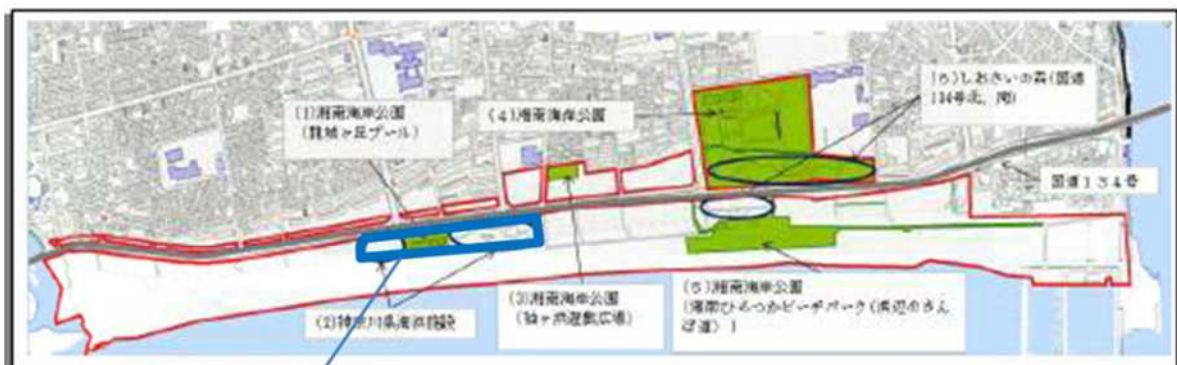 (1)湘南海岸公園
(龍城ヶ丘プール)
(4)湘南海岸公園
(6)しおさいの森(国道
134号北、南)
国道134号
(2)神奈川県海浜施設
(3)湘南海岸公園
(袖ヶ浜遊戯広場)
(5)湘南海岸公園
(湘南ひらつかビーチパーク(浜辺のさん
ぽ道))